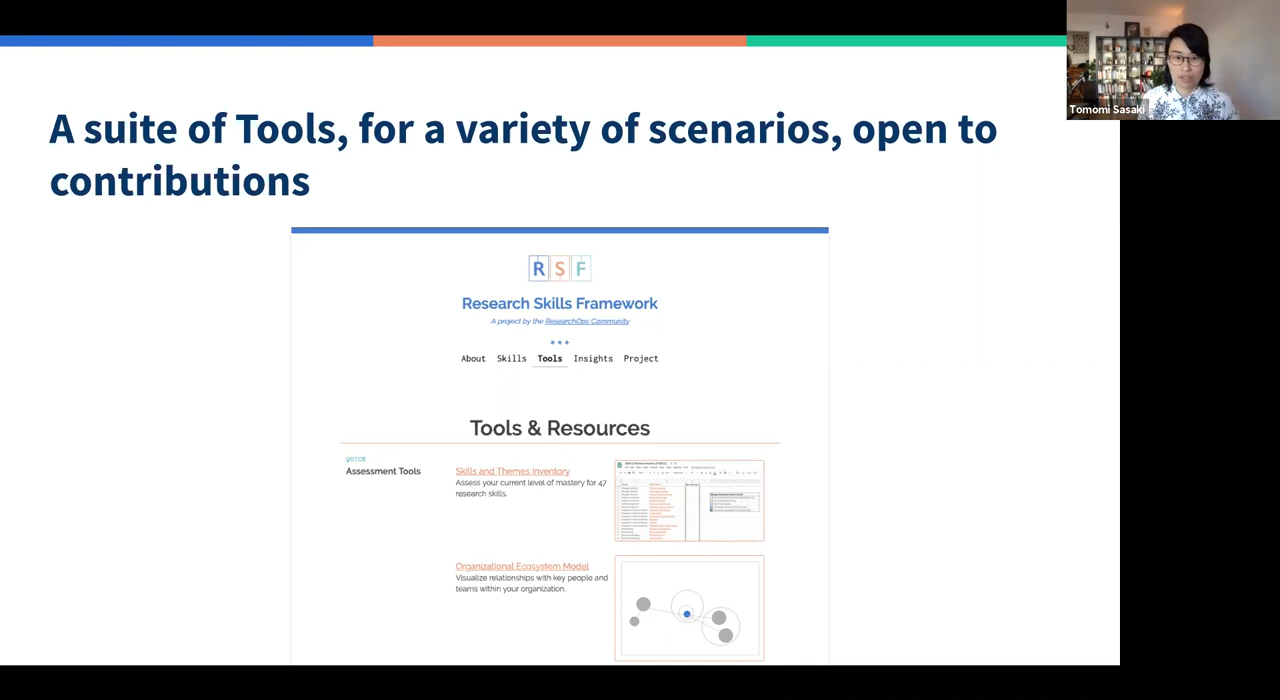 A suite of Tools, for a variety of scenarios, open to
contributions
Tomomi Sasaki
R S F
Research Skills Framework
A project by the ResearchOps Community
About Skills Tools Insights Project
Tools & Resources
QUICK
Assessment Tools
Skills and Themes Inventory
Assess your current level of mastery for 47
research skills.
Organizational Ecosystem Model
Visualize relationships with key people and
teams within your organization.